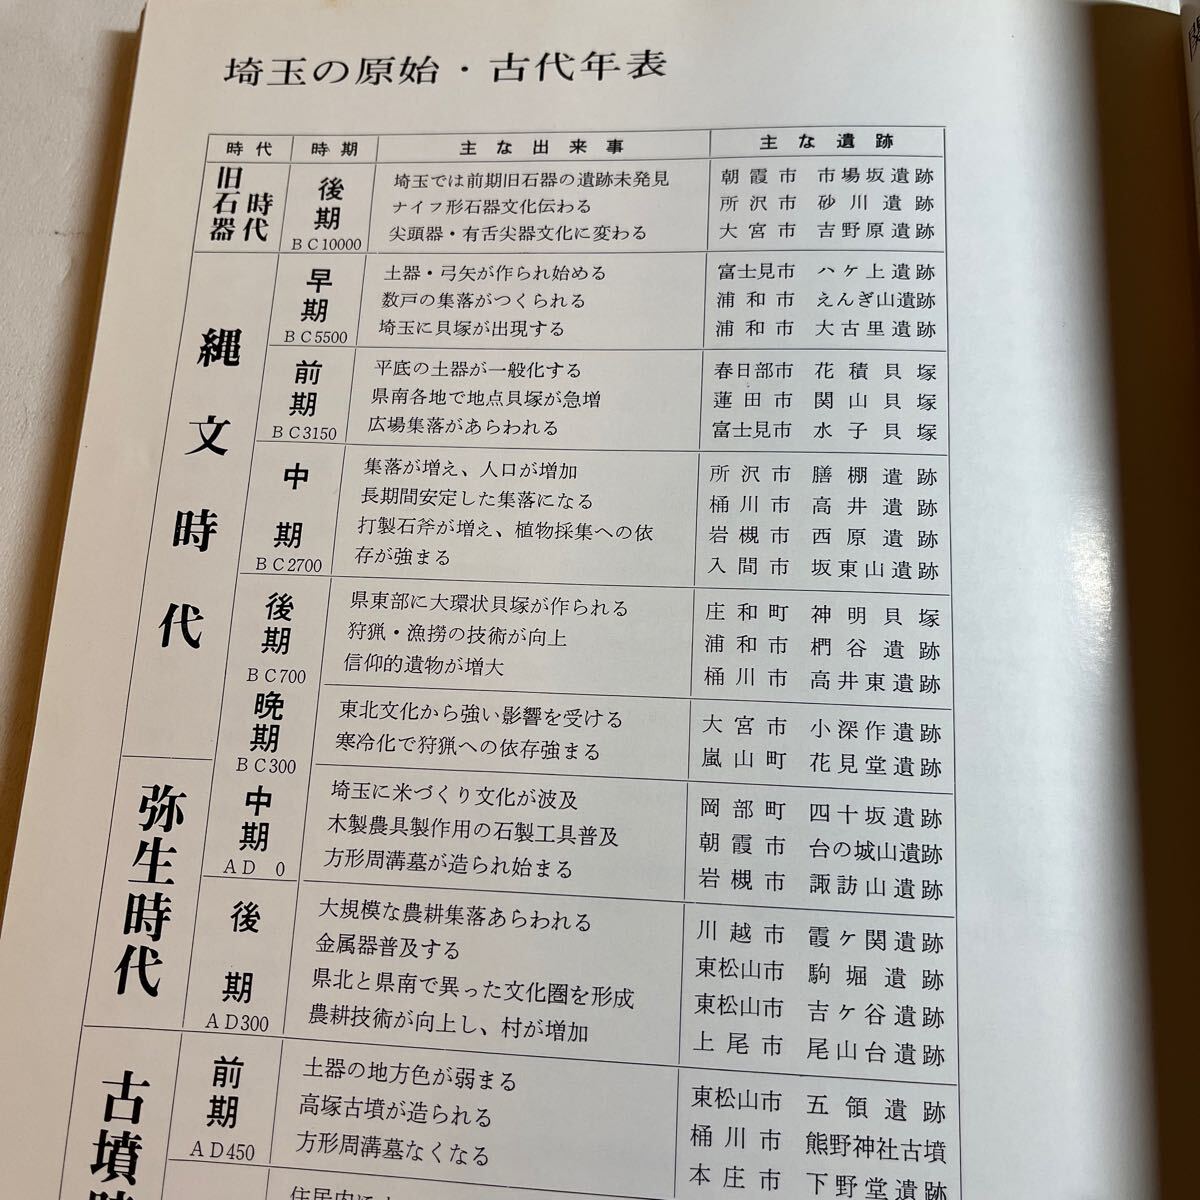 埼玉の原始・古代年表
時代 時期 主な出来事 主な遺跡
旧石器時代
後期
BC10000
埼玉では前期旧石器の遺跡未発見 朝霞市 市場坂遺跡
ナイフ形石器文化伝わる 所沢市 砂川遺跡
尖頭器・有舌尖器文化に変わる 大宮市 吉野原遺跡
縄文時代
早期
BC5500
土器・弓矢が作られ始める 富士見市 ハケ上遺跡
数戸の集落がつくられる 浦和市 えんぎ山遺跡
埼玉に貝塚が出現する 浦和市 大古里遺跡
前期
BC3150
平底の土器が一般化する 春日部市 花積貝塚
県南各地で地点貝塚が急増 蓮田市 関山貝塚
広場集落があらわれる 富士見市 水子貝塚
中期
BC2700
集落が増え、人口が増加 所沢市 膳棚遺跡
長期間安定した集落になる 桶川市 高井遺跡
打製石斧が増え、植物採集への依 岩槻市 西原遺跡
存が強まる 入間市 坂東山遺跡
後期
BC700
県東部に大環状貝塚が作られる 庄和町 神明貝塚
狩猟・漁撈の技術が向上 浦和市 椚谷遺跡
信仰的遺物が増大 桶川市 高井東遺跡
晩期
BC300
東北文化から強い影響を受ける 大宮市 小深作遺跡
寒冷化で狩猟への依存強まる 嵐山町 花見堂遺跡
弥生時代
中期
AD 0
埼玉に米づくり文化が波及 岡部町 四十坂遺跡
木製農具製作用の石製工具普及 朝霞市 台の城山遺跡
方形周溝墓が造られ始まる 岩槻市 諏訪山遺跡
後期
AD300
大規模な農耕集落あらわれる 川越市 霞ケ関遺跡
金属器普及する 東松山市 駒堀遺跡
県北と県南で異った文化圏を形成 東松山市 吉ケ谷遺跡
農耕技術が向上し、村が増加 上尾市 尾山台遺跡
古墳時
前期
AD450
土器の地方色が弱まる 東松山市 五領遺跡
高塚古墳が造られる 桶川市 熊野神社古墳
方形周溝墓なくなる 本庄市 下野堂遺跡
住居内に